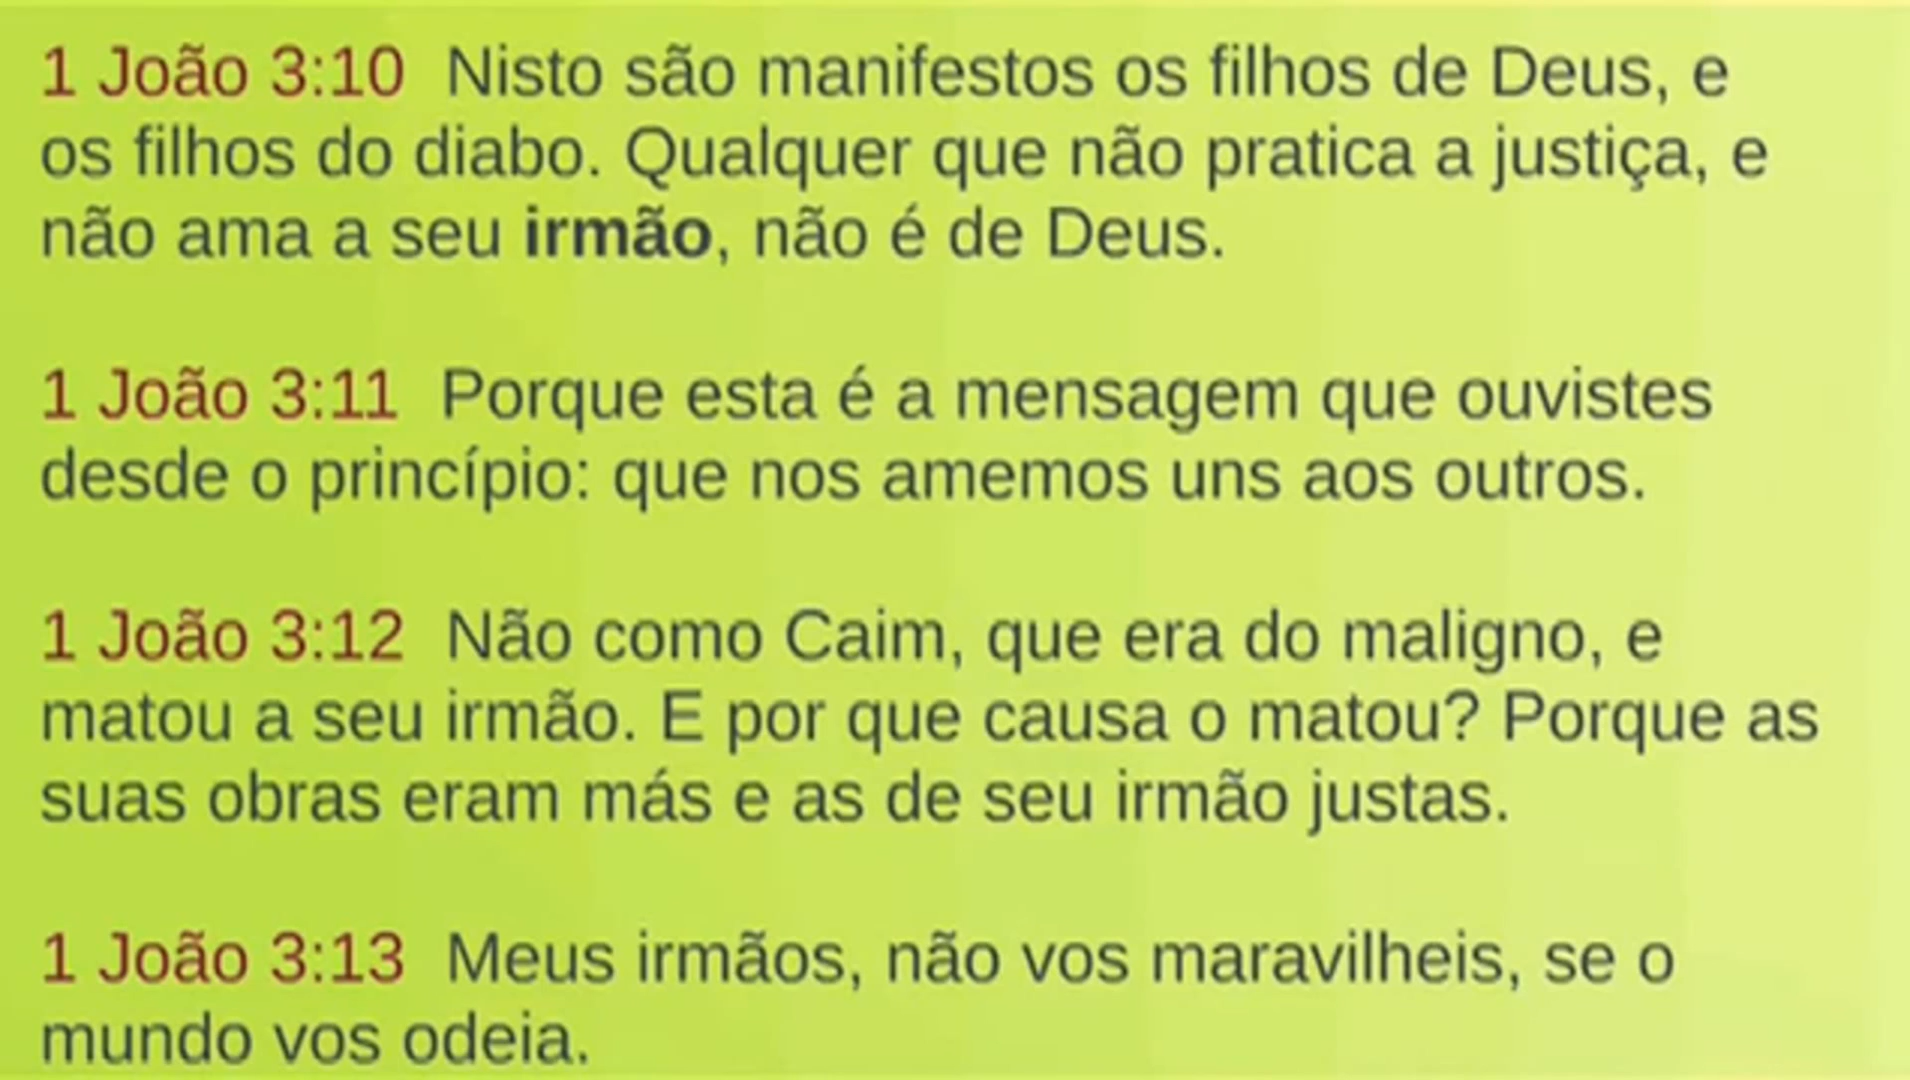 1 João 3:10 Nisto são manifestos os filhos de Deus, e
os filhos do diabo. Qualquer que não pratica a justiça, e
não ama a seu irmão, não é de Deus.
1 João 3:11 Porque esta é a mensagem que ouvistes
desde o princípio: que nos amemos uns aos outros.
1 João 3:12 Não como Caim, que era do maligno, e
matou a seu irmão. E por que causa o matou? Porque as
suas obras eram más e as de seu irmão justas.
1 João 3:13 Meus irmãos, não vos maravilheis, se o
mundo vos odeia.